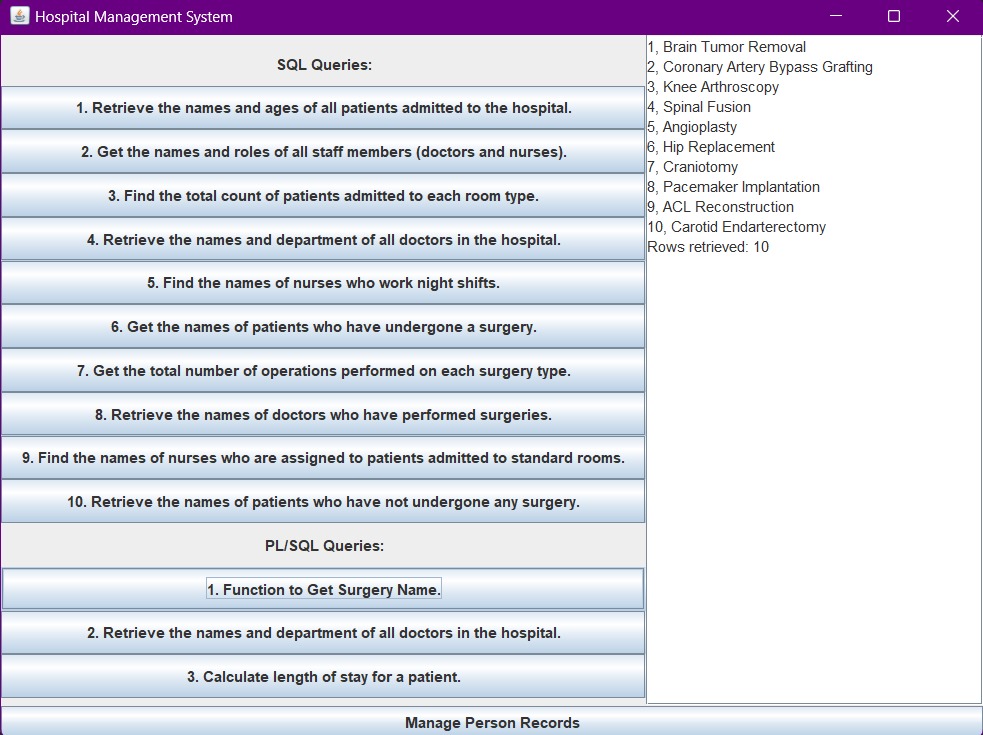 Hospital Management System
SQL Queries:
1. Retrieve the names and ages of all patients admitted to the hospital.
2. Get the names and roles of all staff members (doctors and nurses).
3. Find the total count of patients admitted to each room type.
4. Retrieve the names and department of all doctors in the hospital.
5. Find the names of nurses who work night shifts.
6. Get the names of patients who have undergone a surgery.
7. Get the total number of operations performed on each surgery type.
8. Retrieve the names of doctors who have performed surgeries.
9. Find the names of nurses who are assigned to patients admitted to standard rooms.
10. Retrieve the names of patients who have not undergone any surgery.
PL/SQL Queries:
1. Function to Get Surgery Name.
2. Retrieve the names and department of all doctors in the hospital.
3. Calculate length of stay for a patient.
1, Brain Tumor Removal
2, Coronary Artery Bypass Grafting
3, Knee Arthroscopy
4, Spinal Fusion
5, Angioplasty
6, Hip Replacement
7, Craniotomy
8, Pacemaker Implantation
9, ACL Reconstruction
10, Carotid Endarterectomy
Rows retrieved: 10
Manage Person Records